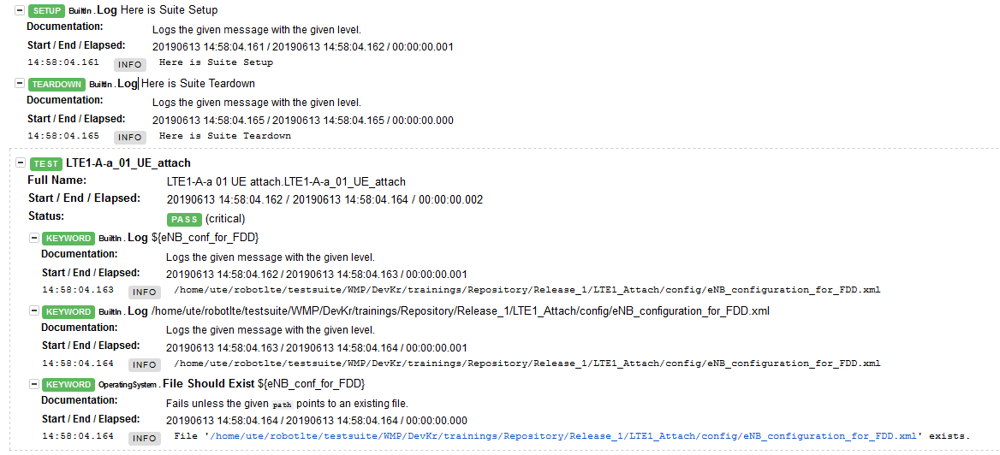 SETUP BuiltIn . Log Here is Suite Setup
Documentation: Logs the given message with the given level.
Start / End / Elapsed: 20190613 14:58:04.161 / 20190613 14:58:04.162 / 00:00:00.001
14:58:04.161 INFO Here is Suite Setup
TEARDOWN BuiltIn . Log Here is Suite Teardown
Documentation: Logs the given message with the given level.
Start / End / Elapsed: 20190613 14:58:04.165 / 20190613 14:58:04.165 / 00:00:00.000
14:58:04.165 INFO Here is Suite Teardown
TEST LTE1-A-a_01_UE_attach
Full Name: LTE1-A-a 01 UE attach.LTE1-A-a_01_UE_attach
Start / End / Elapsed: 20190613 14:58:04.162 / 20190613 14:58:04.164 / 00:00:00.002
Status: PASS (critical)
KEYWORD BuiltIn . Log ${eNB_conf_for_FDD}
Documentation: Logs the given message with the given level.
Start / End / Elapsed: 20190613 14:58:04.162 / 20190613 14:58:04.163 / 00:00:00.001
14:58:04.163 INFO /home/ute/robotlte/testsuite/WMP/DevKr/trainings/Repository/Release_1/LTE1_Attach/config/eNB_configuration_for_FDD.xml
KEYWORD BuiltIn . Log /home/ute/robotlte/testsuite/WMP/DevKr/trainings/Repository/Release_1/LTE1_Attach/config/eNB_configuration_for_FDD.xml
Documentation: Logs the given message with the given level.
Start / End / Elapsed: 20190613 14:58:04.163 / 20190613 14:58:04.164 / 00:00:00.001
14:58:04.164 INFO /home/ute/robotlte/testsuite/WMP/DevKr/trainings/Repository/Release_1/LTE1_Attach/config/eNB_configuration_for_FDD.xml
KEYWORD OperatingSystem . File Should Exist ${eNB_conf_for_FDD}
Documentation: Fails unless the given path points to an existing file.
Start / End / Elapsed: 20190613 14:58:04.164 / 20190613 14:58:04.164 / 00:00:00.000
14:58:04.164 INFO File '/home/ute/robotlte/testsuite/WMP/DevKr/trainings/Repository/Release_1/LTE1_Attach/config/eNB_configuration_for_FDD.xml' exists.